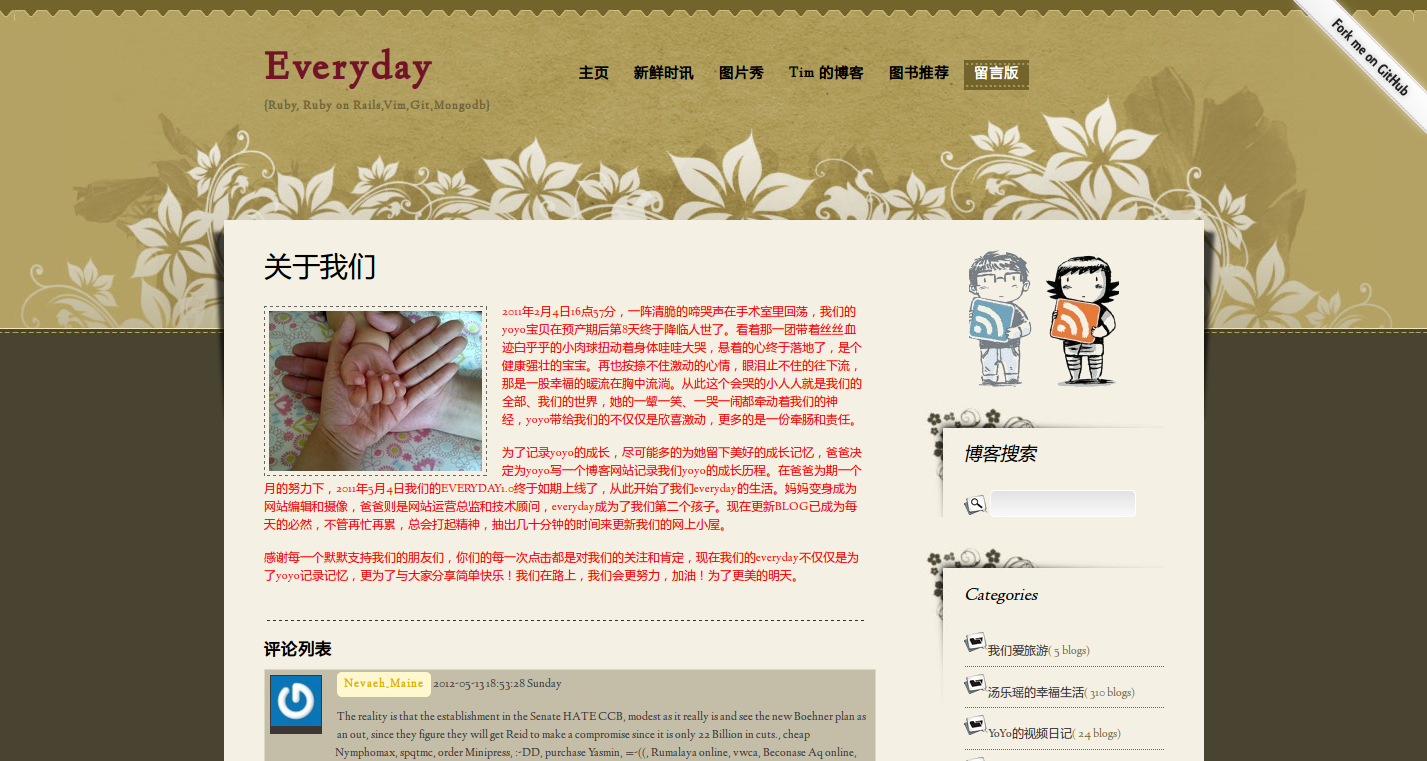 Fork me on GitHub
Everyday
主页 新鲜时讯 图片秀 Tim 的博客 图书推荐 留言版
{Ruby, Ruby on Rails,Vim,Git,Mongodb}
关于我们
2011年2月4日16点57分，一阵清脆的啼哭声在手术室里回荡，我们的
yoyo宝贝在预产期后第8天终于降临人世了。看着那一团带着丝丝血
迹白乎乎的小肉球扭动着身体哇哇大哭，悬着的心终于落地了，是个
健康强壮的宝宝。再也按捺不住激动的心情，眼泪止不住的往下流，
那是一股幸福的暖流在胸中流淌。从此这个会哭的小人人就是我们的
全部、我们的世界，她的一颦一笑、一哭一闹都牵动着我们的神
经，yoyo带给我们的不仅仅是欣喜激动，更多的是一份牵肠和责任。
为了记录yoyo的成长，尽可能多的为她留下美好的成长记忆，爸爸决
定为yoyo写一个博客网站记录我们yoyo的成长历程。在爸爸为期一个
月的努力下，2011年5月4日我们的EVERYDAY1.0终于如期上线了，从此开始了我们everyday的生活。妈妈变身成为
网站编辑和摄像，爸爸则是网站运营总监和技术顾问，everyday成为了我们第二个孩子。现在更新BLOG已成为每
天的必然，不管再忙再累，总会打起精神，抽出几十分钟的时间来更新我们的网上小屋。
感谢每一个默默支持我们的朋友们，你们的每一次点击都是对我们的关注和肯定，现在我们的everyday不仅仅是为
了yoyo记录记忆，更为了与大家分享简单快乐！我们在路上，我们会更努力，加油！为了更美的明天。
评论列表
Nevaeh_Maine 2012-05-13 18:53:28 Sunday
The reality is that the establishment in the Senate HATE CCB, modest as it really is and see the new Boehner plan as
an out, since they figure they will get Reid to make a compromise since it is only 22 Billion in cuts., cheap
Nymphomax, spqtmc, order Minipress, :-DD, purchase Yasmin, =-((, Rumalaya online, vwca, Beconase Aq online,
博客搜索
Categories
我们爱旅游( 5 blogs)
汤乐瑶的幸福生活( 310 blogs)
YoYo的视频日记( 24 blogs)